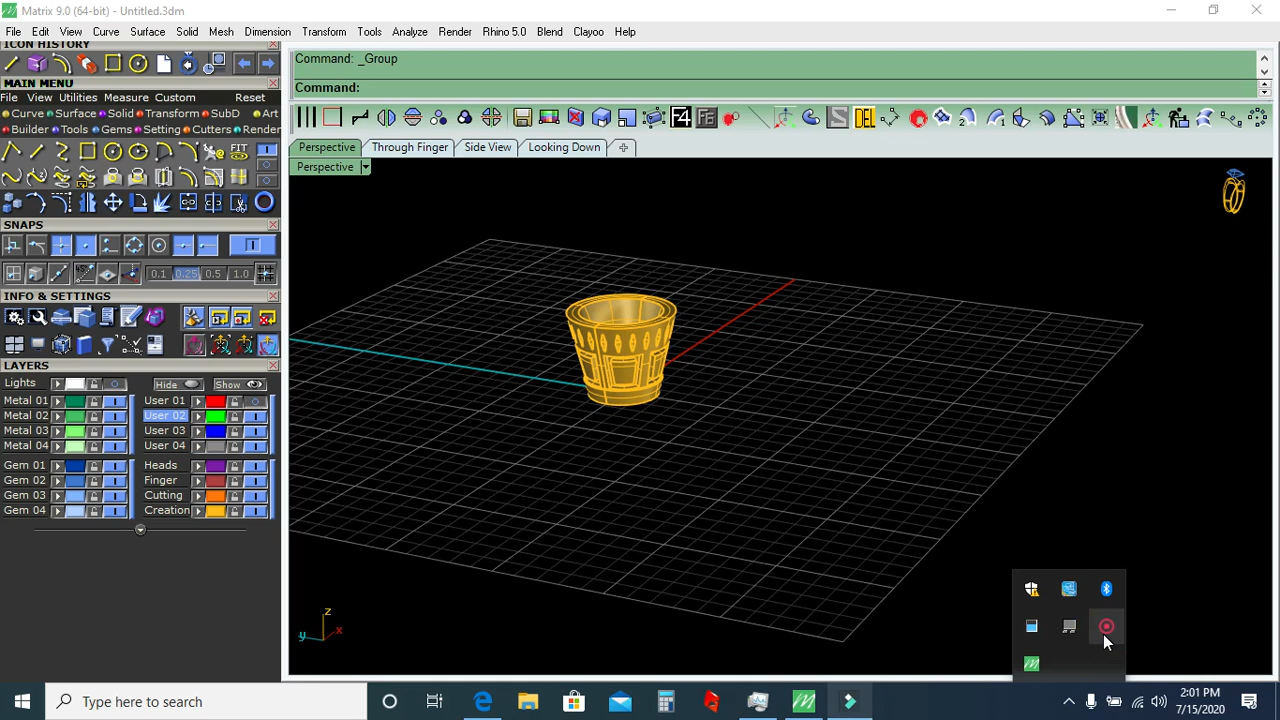 Matrix 9.0 (64-bit) - Untitled.3dm
File Edit View Curve Surface Solid Mesh Dimension Transform Tools Analyze Render Rhino 5.0 Blend Clayoo Help
ICON HISTORY
Command: _Group
Command:
MAIN MENU
File View Utilities Measure Custom Reset
Curve Surface Solid Transform SubD Art
Builder Tools Gems Setting Cutters Render
FIT
F4 DEL
Perspective Through Finger Side View Looking Down
Perspective
SNAPS
0.1 0.25 0.5 1.0
INFO & SETTINGS
LAYERS
Lights Hide Show
Metal 01 User 01
Metal 02 User 02
Metal 03 User 03
Metal 04 User 04
Gem 01 Heads
Gem 02 Finger
Gem 03 Cutting
Gem 04 Creation
z
y x
Type here to search
2:01 PM
7/15/2020